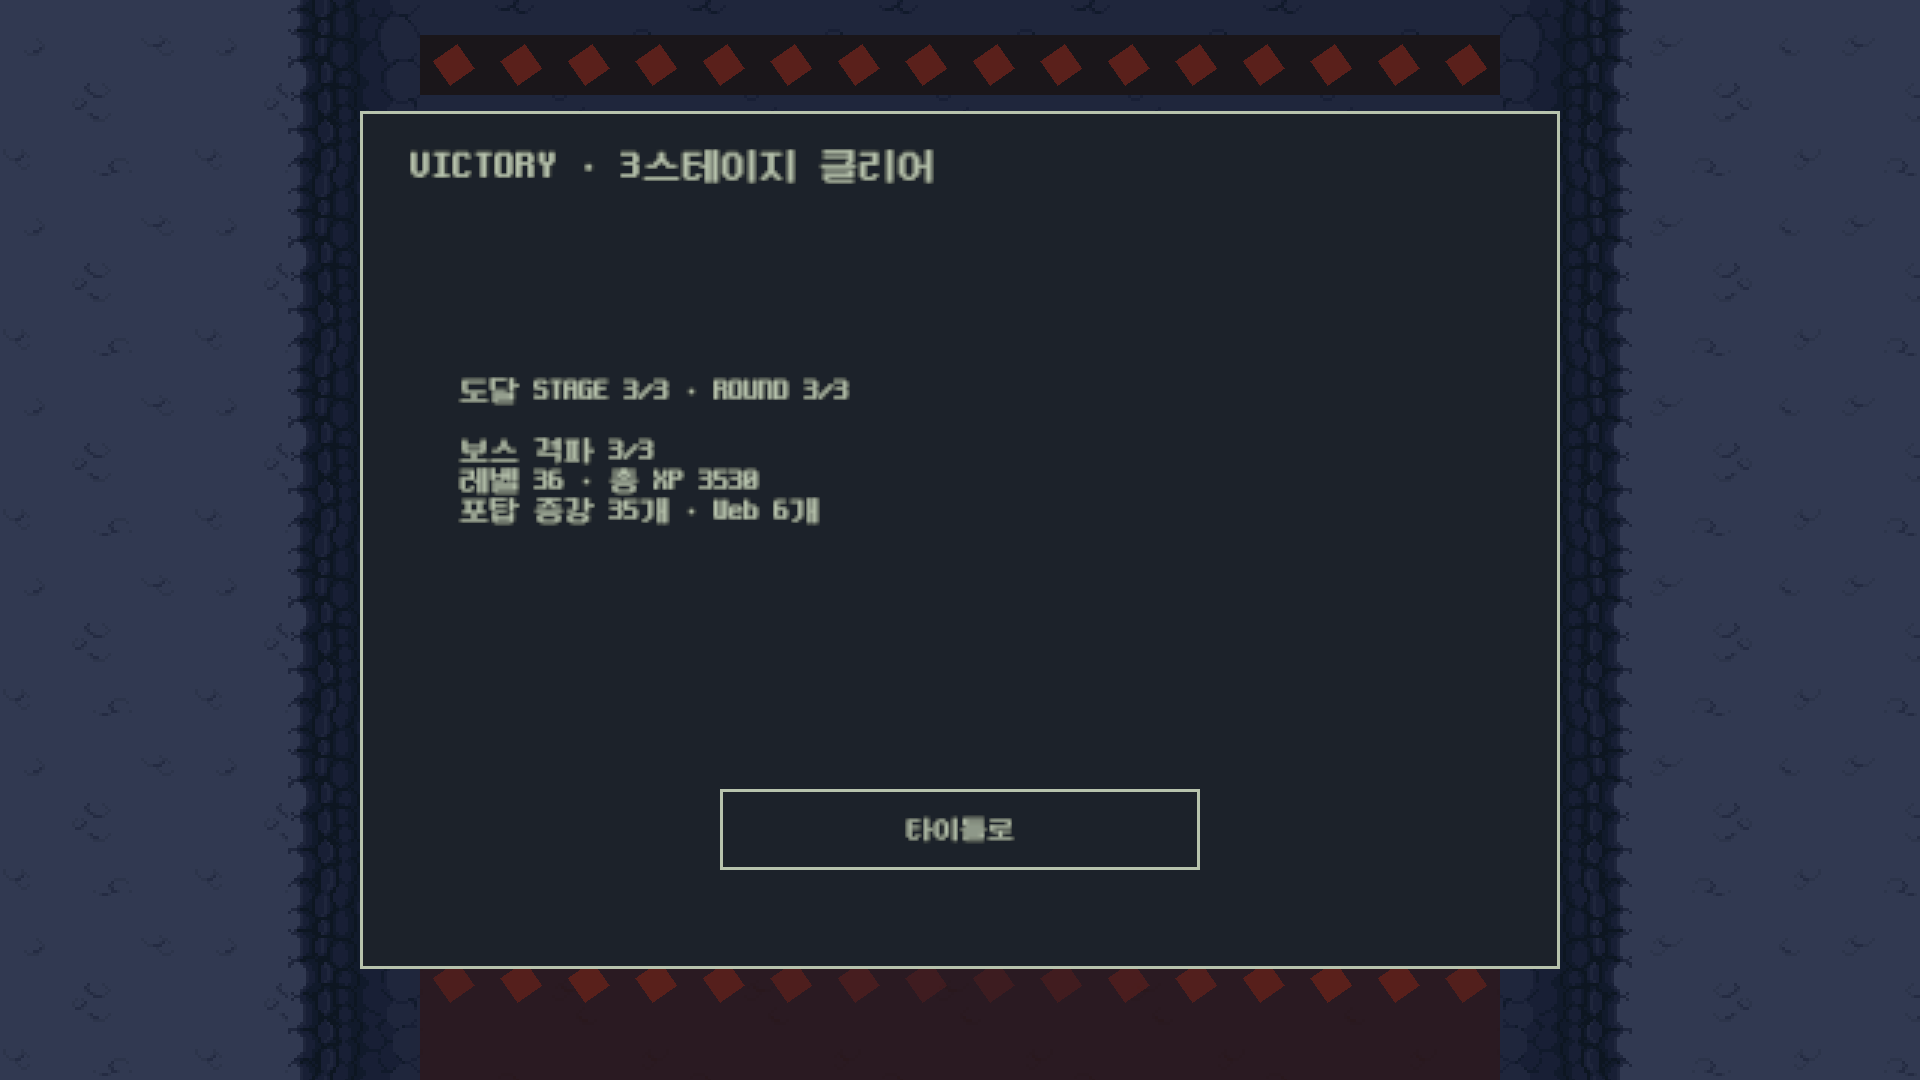 VICTORY · 3스테이지 클리어
도달 STAGE 3/3 · ROUND 3/3
보스 격파 3/3
레벨 36 · 총 XP 3530
포탑 증강 35개 · Web 6개
타이틀로